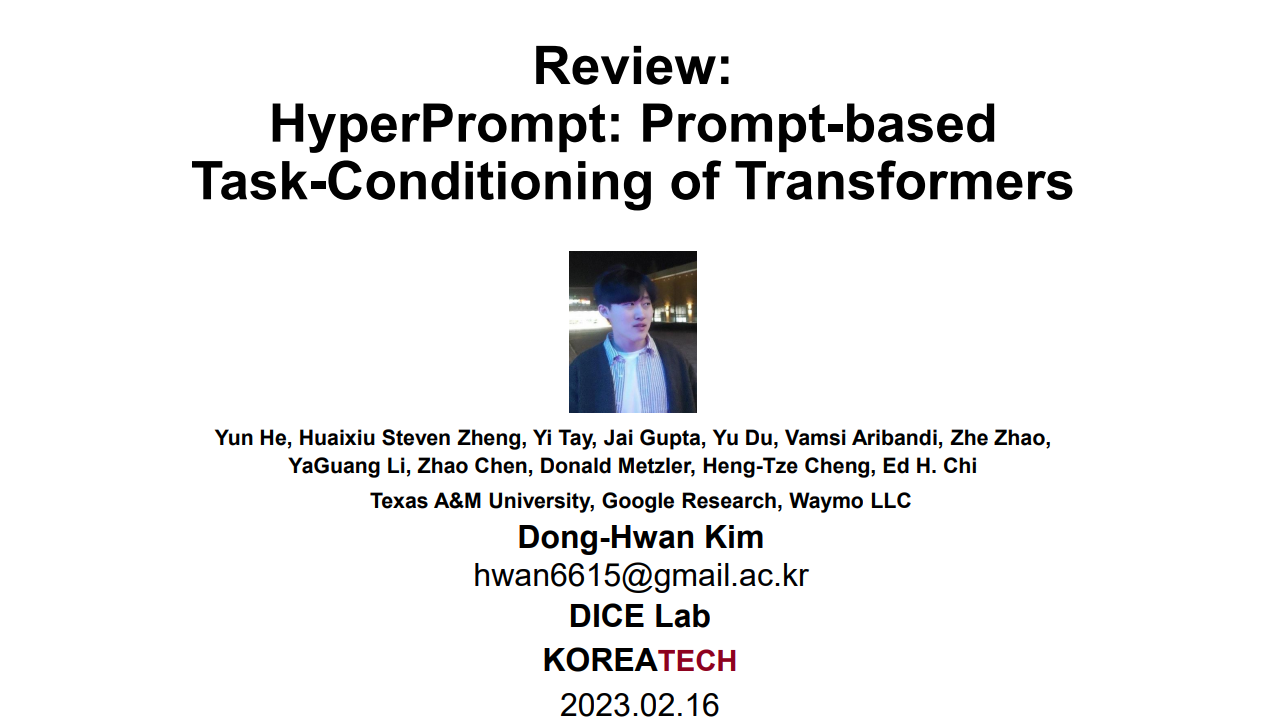 Review:
HyperPrompt: Prompt-based
Task-Conditioning of Transformers
Yun He, Huaixiu Steven Zheng, Yi Tay, Jai Gupta, Yu Du, Vamsi Aribandi, Zhe Zhao,
YaGuang Li, Zhao Chen, Donald Metzler, Heng-Tze Cheng, Ed H. Chi
Texas A&M University, Google Research, Waymo LLC
Dong-Hwan Kim
hwan6615@gmail.ac.kr
DICE Lab
KOREATECH
2023.02.16